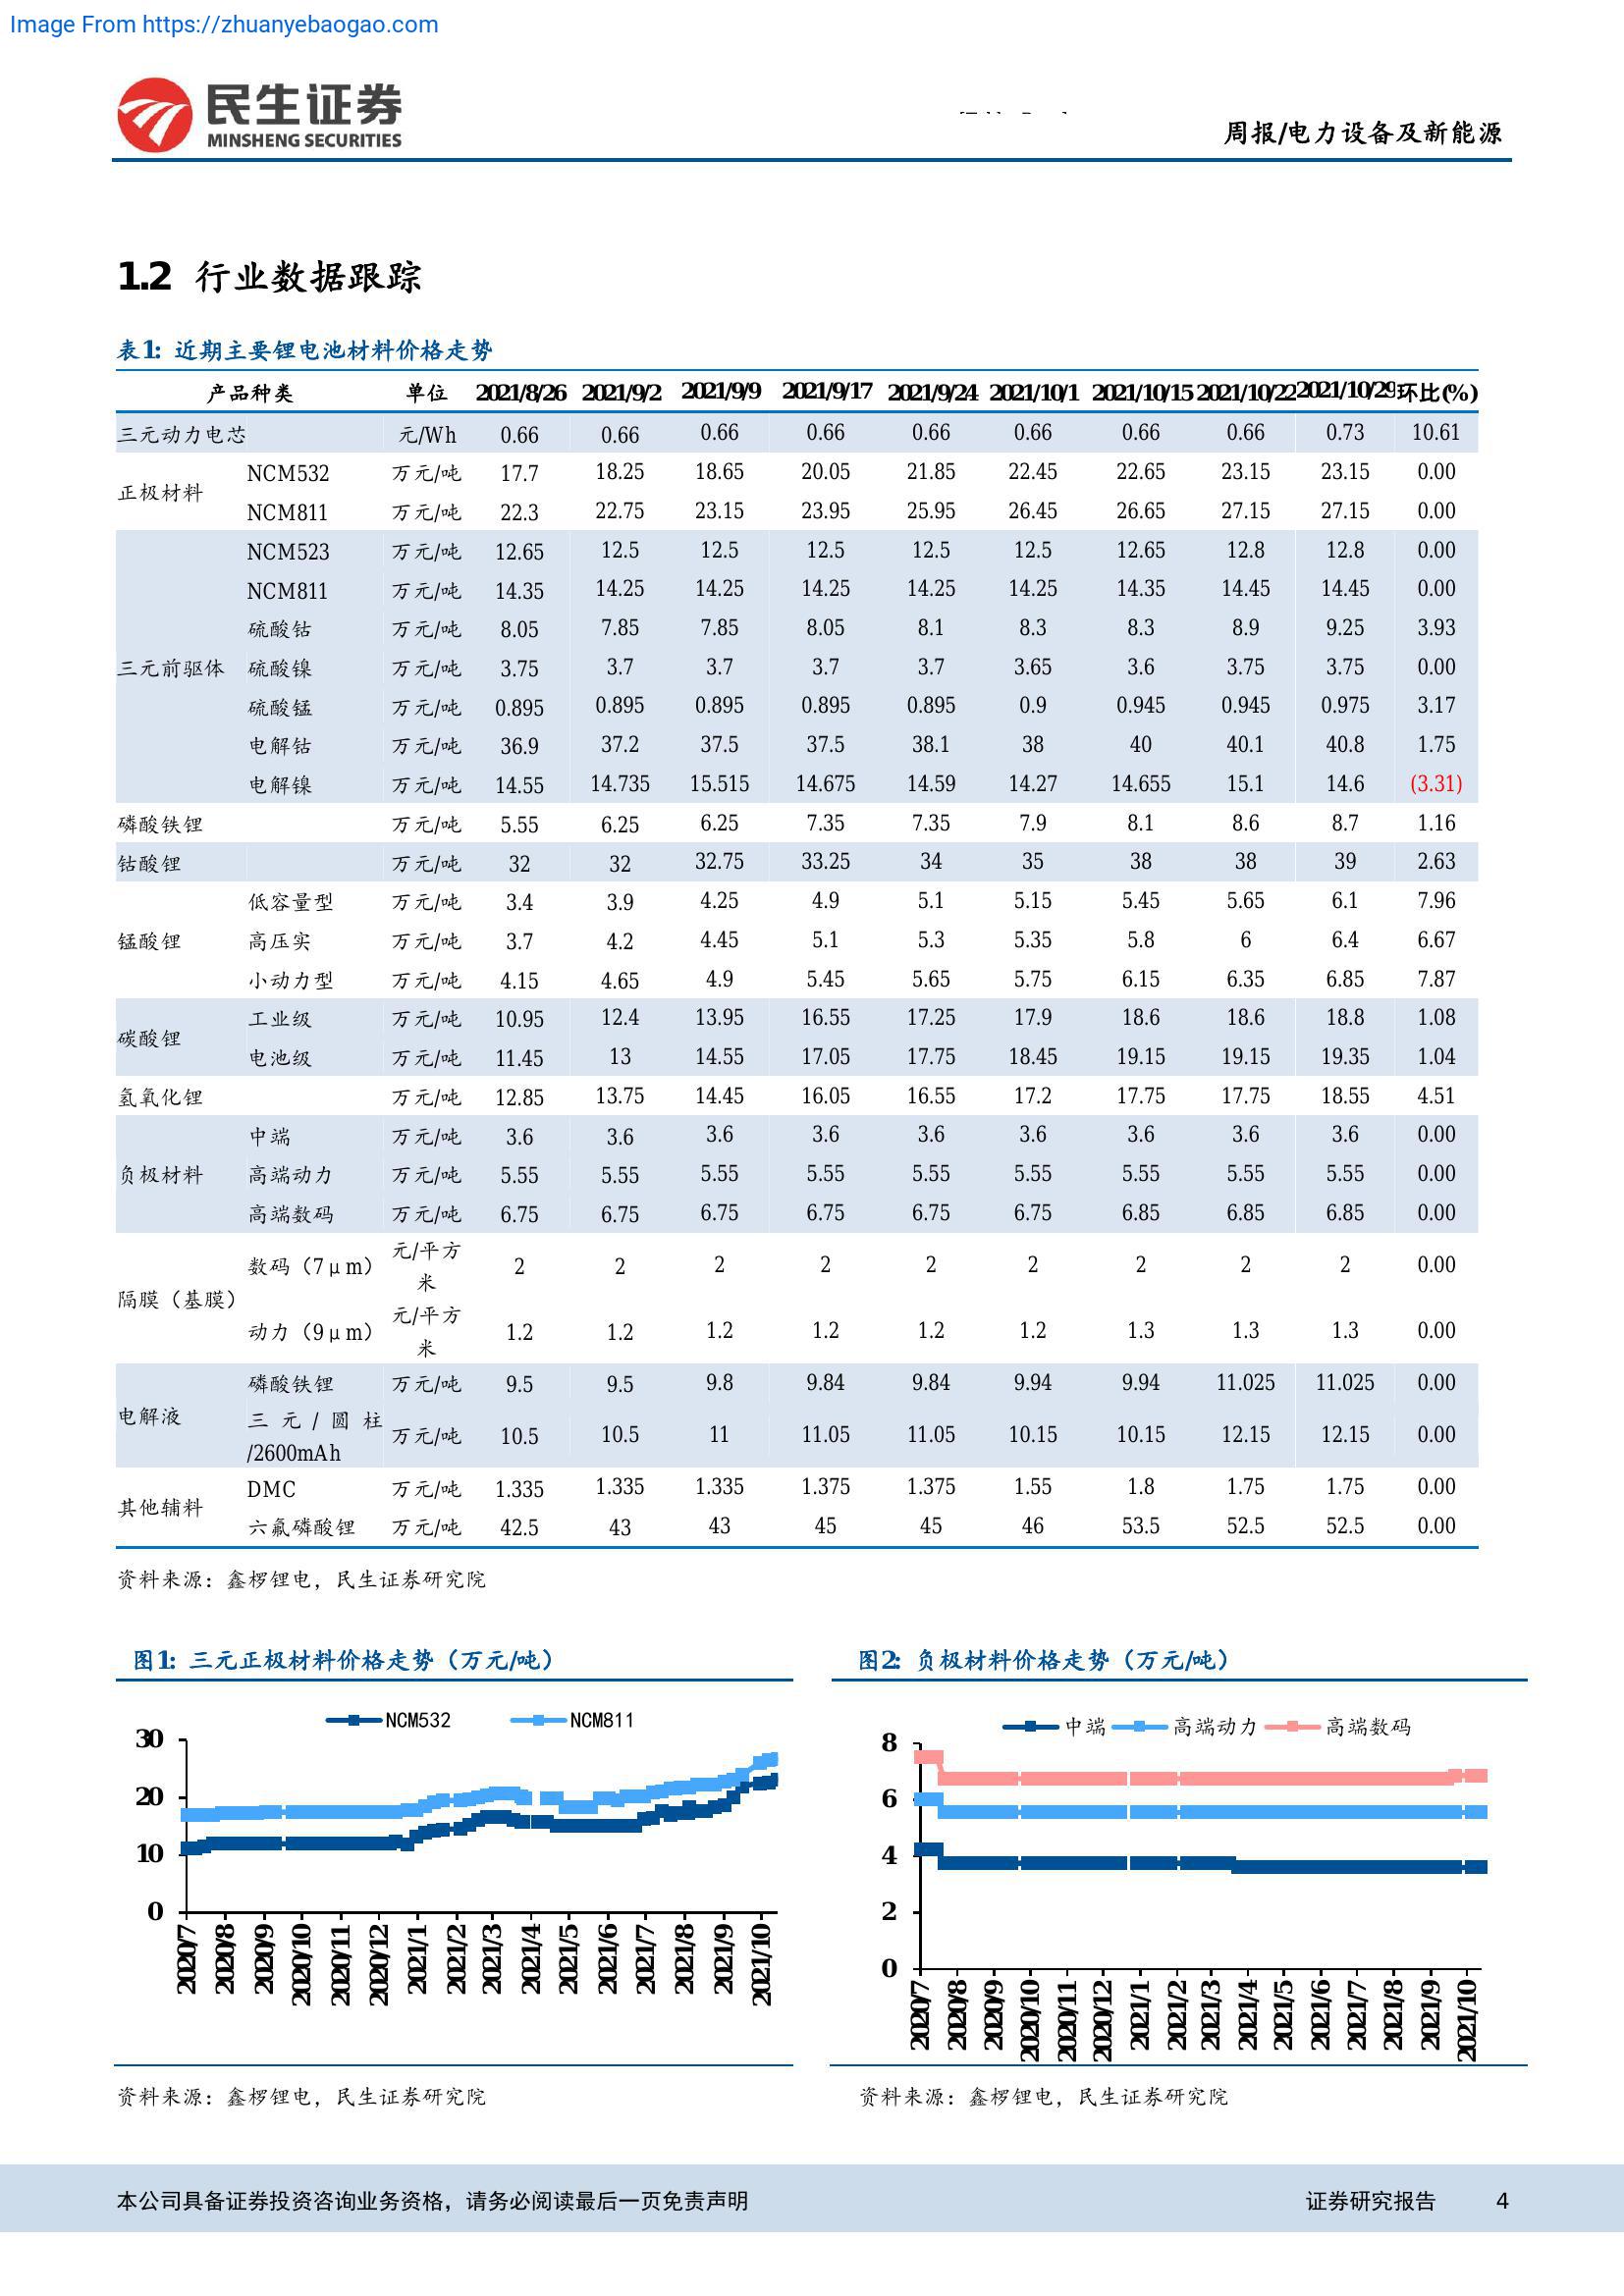 Image From https://zhuanyebaogao.com
民生证券
MINSHENG SECURITIES
周报/电力设备及新能源
1.2 行业数据跟踪
表1: 近期主要锂电池材料价格走势
产品种类 单位 2021/8/26 2021/9/2 2021/9/9 2021/9/17 2021/9/24 2021/10/1 2021/10/15 2021/10/22 2021/10/29 环比(%)
三元动力电芯 元/Wh 0.66 0.66 0.66 0.66 0.66 0.66 0.66 0.66 0.73 10.61
正极材料 NCM532 万元/吨 17.7 18.25 18.65 20.05 21.85 22.45 22.65 23.15 23.15 0.00
NCM811 万元/吨 22.3 22.75 23.15 23.95 25.95 26.45 26.65 27.15 27.15 0.00
三元前驱体 NCM523 万元/吨 12.65 12.5 12.5 12.5 12.5 12.5 12.65 12.8 12.8 0.00
NCM811 万元/吨 14.35 14.25 14.25 14.25 14.25 14.25 14.35 14.45 14.45 0.00
硫酸钴 万元/吨 8.05 7.85 7.85 8.05 8.1 8.3 8.3 8.9 9.25 3.93
硫酸镍 万元/吨 3.75 3.7 3.7 3.7 3.7 3.65 3.6 3.75 3.75 0.00
硫酸锰 万元/吨 0.895 0.895 0.895 0.895 0.895 0.9 0.945 0.945 0.975 3.17
电解钴 万元/吨 36.9 37.2 37.5 37.5 38.1 38 40 40.1 40.8 1.75
电解镍 万元/吨 14.55 14.735 15.515 14.675 14.59 14.27 14.655 15.1 14.6 (3.31)
磷酸铁锂 万元/吨 5.55 6.25 6.25 7.35 7.35 7.9 8.1 8.6 8.7 1.16
钴酸锂 万元/吨 32 32 32.75 33.25 34 35 38 38 39 2.63
锰酸锂 低容量型 万元/吨 3.4 3.9 4.25 4.9 5.1 5.15 5.45 5.65 6.1 7.96
高压实 万元/吨 3.7 4.2 4.45 5.1 5.3 5.35 5.8 6 6.4 6.67
小动力型 万元/吨 4.15 4.65 4.9 5.45 5.65 5.75 6.15 6.35 6.85 7.87
碳酸锂 工业级 万元/吨 10.95 12.4 13.95 16.55 17.25 17.9 18.6 18.6 18.8 1.08
电池级 万元/吨 11.45 13 14.55 17.05 17.75 18.45 19.15 19.15 19.35 1.04
氢氧化锂 万元/吨 12.85 13.75 14.45 16.05 16.55 17.2 17.75 17.75 18.55 4.51
负极材料 中端 万元/吨 3.6 3.6 3.6 3.6 3.6 3.6 3.6 3.6 3.6 0.00
高端动力 万元/吨 5.55 5.55 5.55 5.55 5.55 5.55 5.55 5.55 5.55 0.00
高端数码 万元/吨 6.75 6.75 6.75 6.75 6.75 6.75 6.85 6.85 6.85 0.00
隔膜（基膜） 数码（7μm） 元/平方米 2 2 2 2 2 2 2 2 2 0.00
动力（9μm） 元/平方米 1.2 1.2 1.2 1.2 1.2 1.2 1.3 1.3 1.3 0.00
电解液 磷酸铁锂 万元/吨 9.5 9.5 9.8 9.84 9.84 9.94 9.94 11.025 11.025 0.00
三元/圆柱/2600mAh 万元/吨 10.5 10.5 11 11.05 11.05 10.15 10.15 12.15 12.15 0.00
其他辅料 DMC 万元/吨 1.335 1.335 1.335 1.375 1.375 1.55 1.8 1.75 1.75 0.00
六氟磷酸锂 万元/吨 42.5 43 43 45 45 46 53.5 52.5 52.5 0.00
资料来源：鑫椤锂电，民生证券研究院
图1: 三元正极材料价格走势（万元/吨）
NCM532 NCM811
30
20
10
0
2020/7 2020/8 2020/9 2020/10 2020/11 2020/12 2021/1 2021/2 2021/3 2021/4 2021/5 2021/6 2021/7 2021/8 2021/9 2021/10
资料来源：鑫椤锂电，民生证券研究院
图2: 负极材料价格走势（万元/吨）
中端 高端动力 高端数码
8
6
4
2
0
2020/7 2020/8 2020/9 2020/10 2020/11 2020/12 2021/1 2021/2 2021/3 2021/4 2021/5 2021/6 2021/7 2021/8 2021/9 2021/10
资料来源：鑫椤锂电，民生证券研究院
本公司具备证券投资咨询业务资格，请务必阅读最后一页免责声明 证券研究报告 4